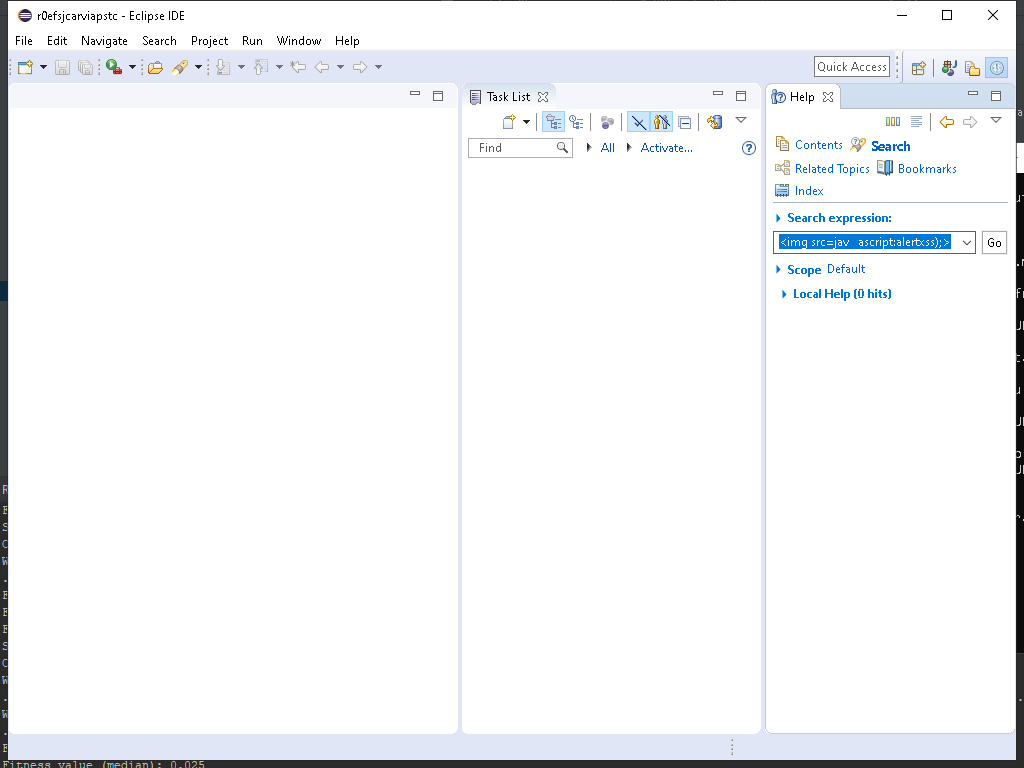 r0efsjcarviapstc - Eclipse IDE
File Edit Navigate Search Project Run Window Help
Quick Access
Task List
Help
Find
All
Activate...
Contents
Search
Related Topics
Bookmarks
Index
Search expression:
<img src=jav ascript:alertxss);>
Go
Scope Default
Local Help (0 hits)
Fitness value (median): 0.025